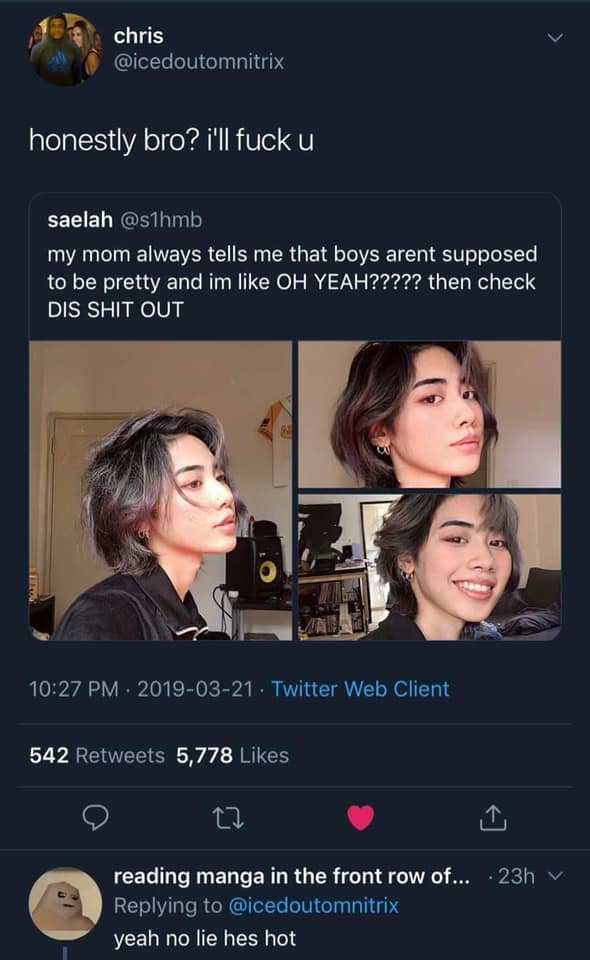 chris
@icedoutomnitrix
honestly bro? i'll fuck u
saelah @s1hmb
my mom always tells me that boys arent supposed
to be pretty and im like OH YEAH????? then check
DIS SHIT OUT
10:27 PM · 2019-03-21 · Twitter Web Client
542 Retweets 5,778 Likes
reading manga in the front row of... · 23h
Replying to @icedoutomnitrix
yeah no lie hes hot